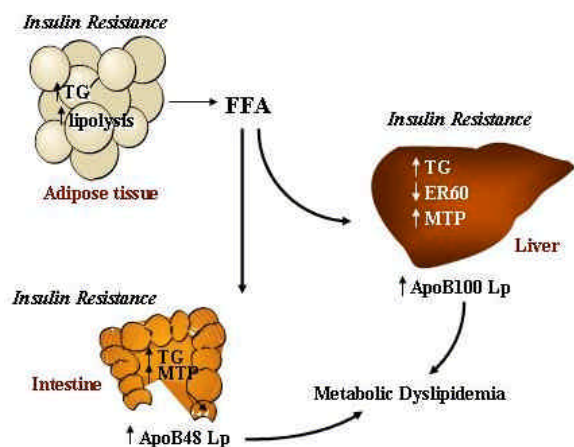 Insulin Resistance
↑ TG
↑ lipolysis
Adipose tissue
FFA
Insulin Resistance
↑ TG
↓ ER60
↑ MTP
Liver
↑ ApoB100 Lp
Insulin Resistance
↑ TG
↑ MTP
Intestine
↑ ApoB48 Lp
Metabolic Dyslipidemia